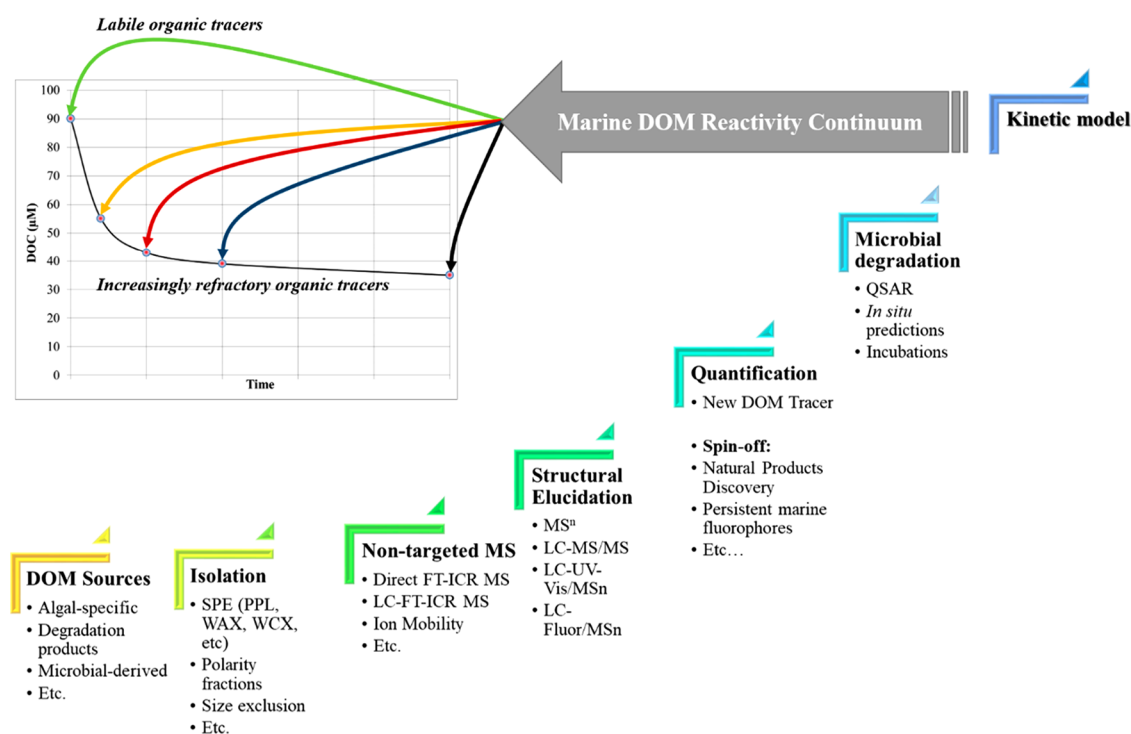 Labile organic tracers
100
90
80
70
60
50
40
30
20
10
0
DOC (µM)
Time
Increasingly refractory organic tracers
Marine DOM Reactivity Continuum
Kinetic model
Microbial
degradation
• QSAR
• In situ
predictions
• Incubations
Quantification
• New DOM Tracer
• Spin-off:
• Natural Products
Discovery
• Persistent marine
fluorophores
• Etc…
Structural
Elucidation
• MSⁿ
• LC-MS/MS
• LC-UV-
Vis/MSn
• LC-
Fluor/MSn
Non-targeted MS
• Direct FT-ICR MS
• LC-FT-ICR MS
• Ion Mobility
• Etc.
Isolation
• SPE (PPL,
WAX, WCX,
etc)
• Polarity
fractions
• Size exclusion
• Etc.
DOM Sources
• Algal-specific
• Degradation
products
• Microbial-derived
• Etc.